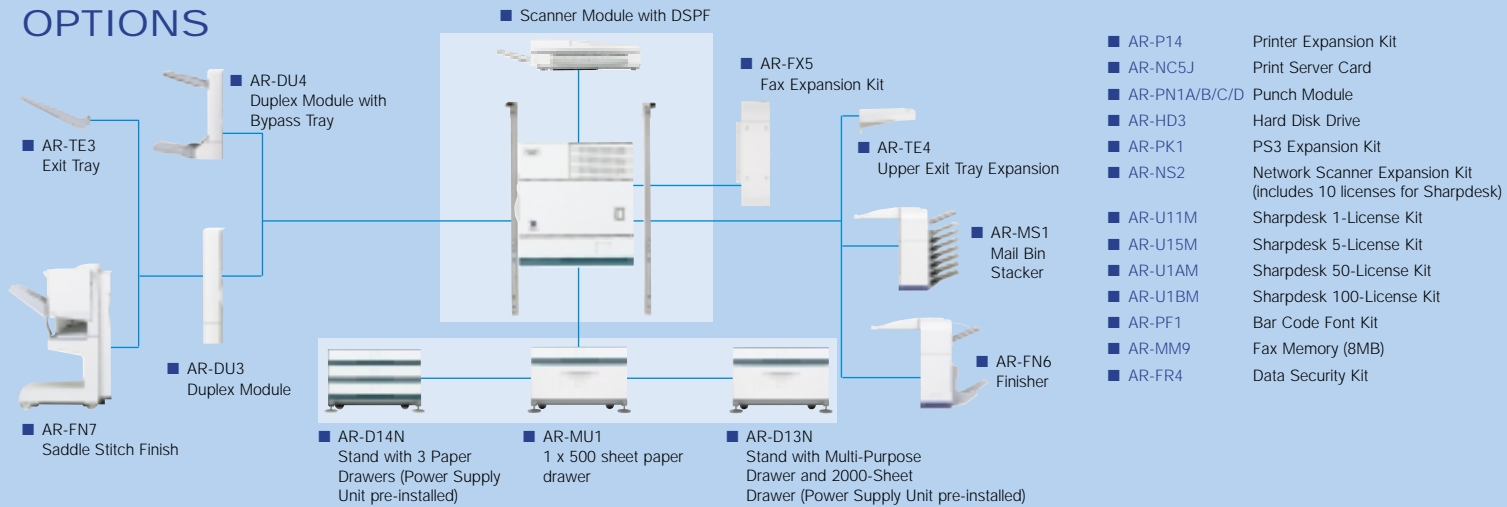 OPTIONS
■ Scanner Module with DSPF
■ AR-DU4
Duplex Module with
Bypass Tray
■ AR-TE3
Exit Tray
■ AR-FX5
Fax Expansion Kit
■ AR-TE4
Upper Exit Tray Expansion
■ AR-MS1
Mail Bin
Stacker
■ AR-FN6
Finisher
■ AR-DU3
Duplex Module
■ AR-FN7
Saddle Stitch Finish
■ AR-D14N
Stand with 3 Paper
Drawers (Power Supply
Unit pre-installed)
■ AR-MU1
1 x 500 sheet paper
drawer
■ AR-D13N
Stand with Multi-Purpose
Drawer and 2000-Sheet
Drawer (Power Supply Unit pre-installed)
■ AR-P14 Printer Expansion Kit
■ AR-NC5J Print Server Card
■ AR-PN1A/B/C/D Punch Module
■ AR-HD3 Hard Disk Drive
■ AR-PK1 PS3 Expansion Kit
■ AR-NS2 Network Scanner Expansion Kit
(includes 10 licenses for Sharpdesk)
■ AR-U11M Sharpdesk 1-License Kit
■ AR-U15M Sharpdesk 5-License Kit
■ AR-U1AM Sharpdesk 50-License Kit
■ AR-U1BM Sharpdesk 100-License Kit
■ AR-PF1 Bar Code Font Kit
■ AR-MM9 Fax Memory (8MB)
■ AR-FR4 Data Security Kit